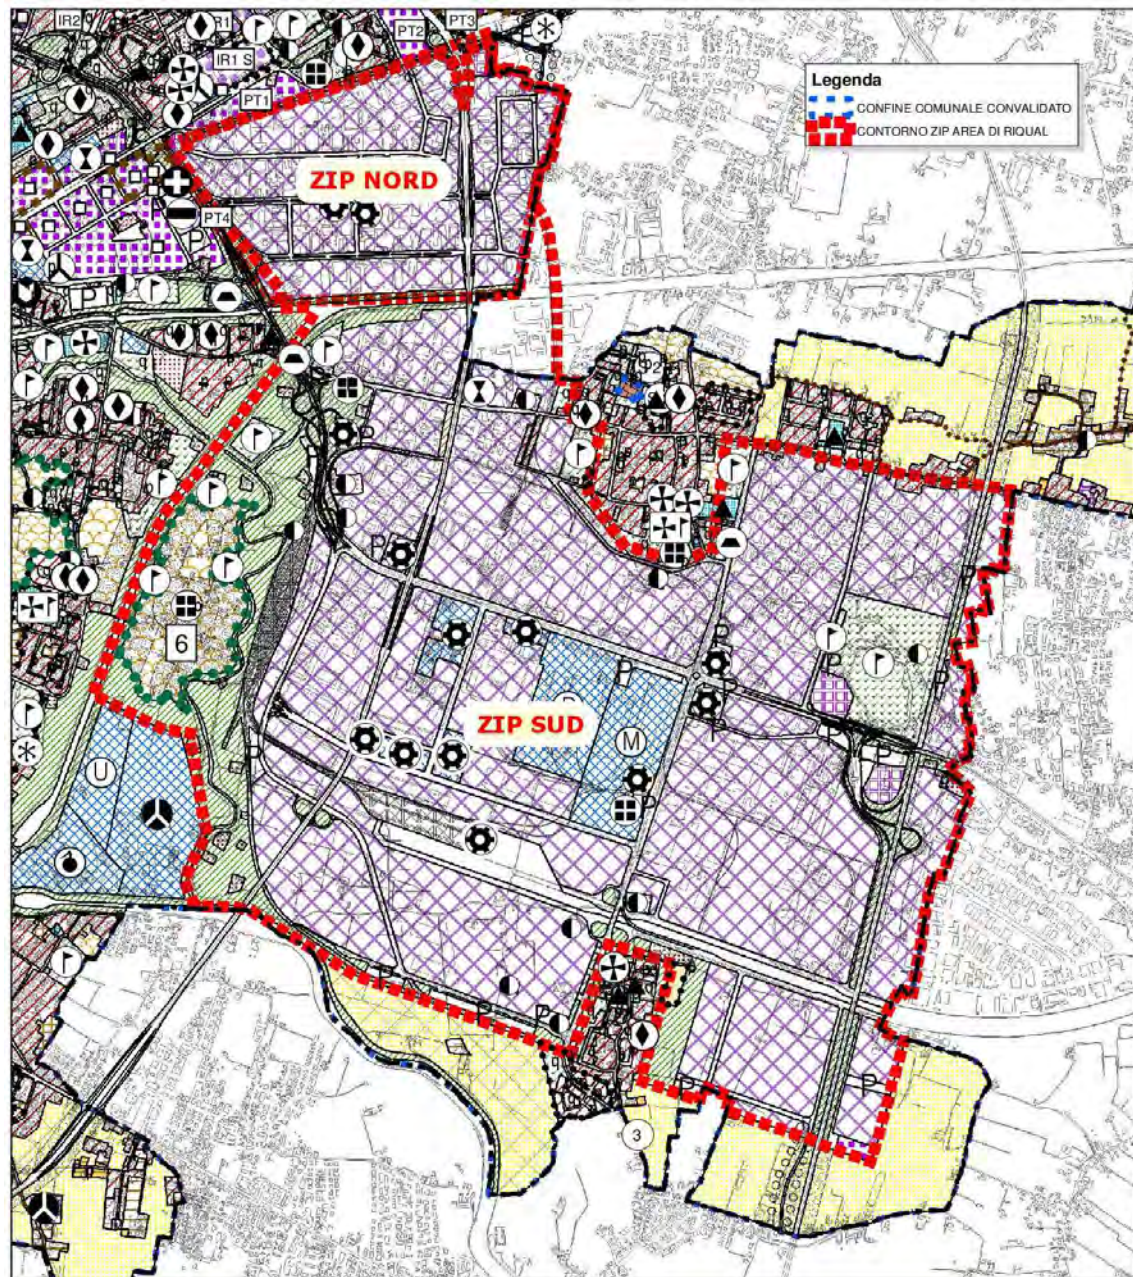 IR2
IR1
PT2
PT3
IR1 S
PT1
Legenda
CONFINE COMUNALE CONVALIDATO
CONTORNO ZIP AREA DI RIQUAL
ZIP NORD
PT4
P
P
P
6
P
P
P
P
ZIP SUD
M
P
P
P
U
P
P
P
P
P
P
P
3